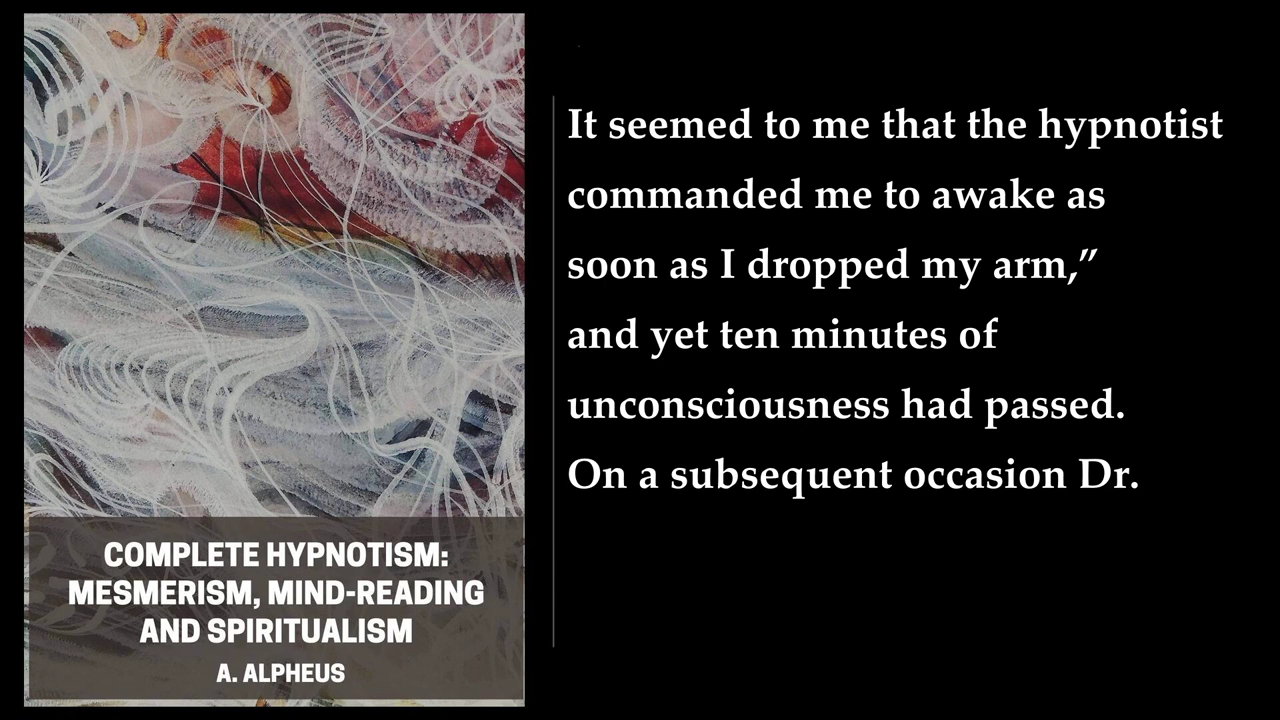 COMPLETE HYPNOTISM:
MESMERISM, MIND-READING
AND SPIRITUALISM
A. ALPHEUS
It seemed to me that the hypnotist
commanded me to awake as
soon as I dropped my arm,”
and yet ten minutes of
unconsciousness had passed.
On a subsequent occasion Dr.